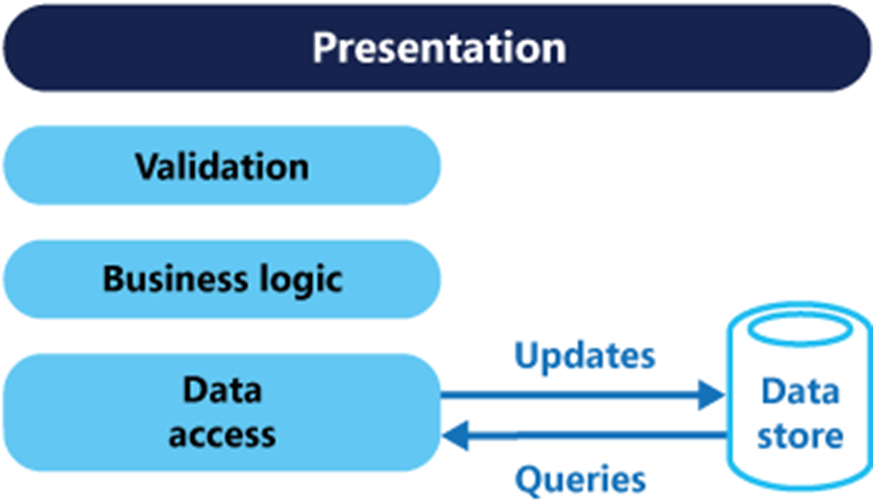 Presentation
Validation
Business logic
Data
access
Updates
Queries
Data
store